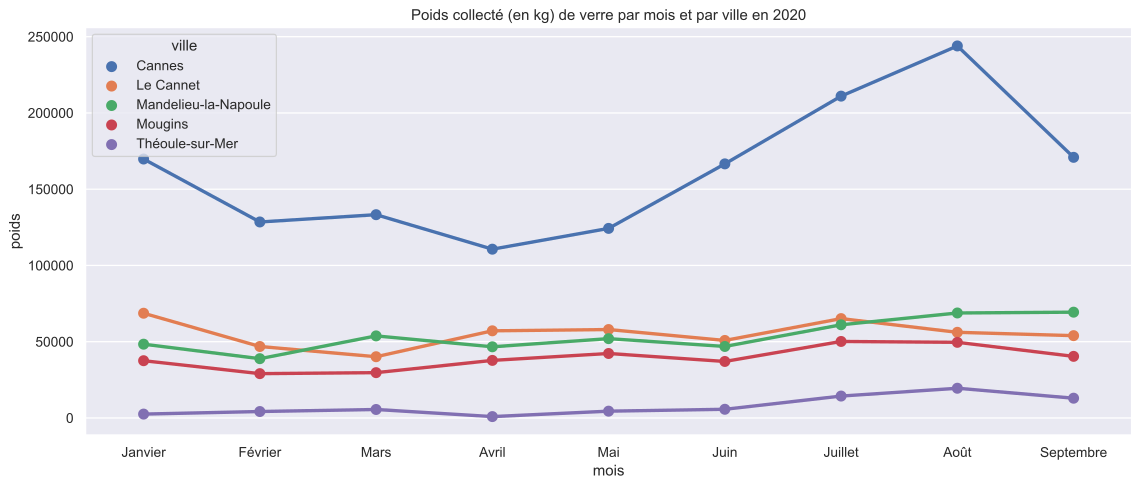 Poids collecté (en kg) de verre par mois et par ville en 2020
250000
200000
150000
100000
50000
0
poids
ville
Cannes
Le Cannet
Mandelieu-la-Napoule
Mougins
Théoule-sur-Mer
Janvier Février Mars Avril Mai Juin Juillet Août Septembre
mois